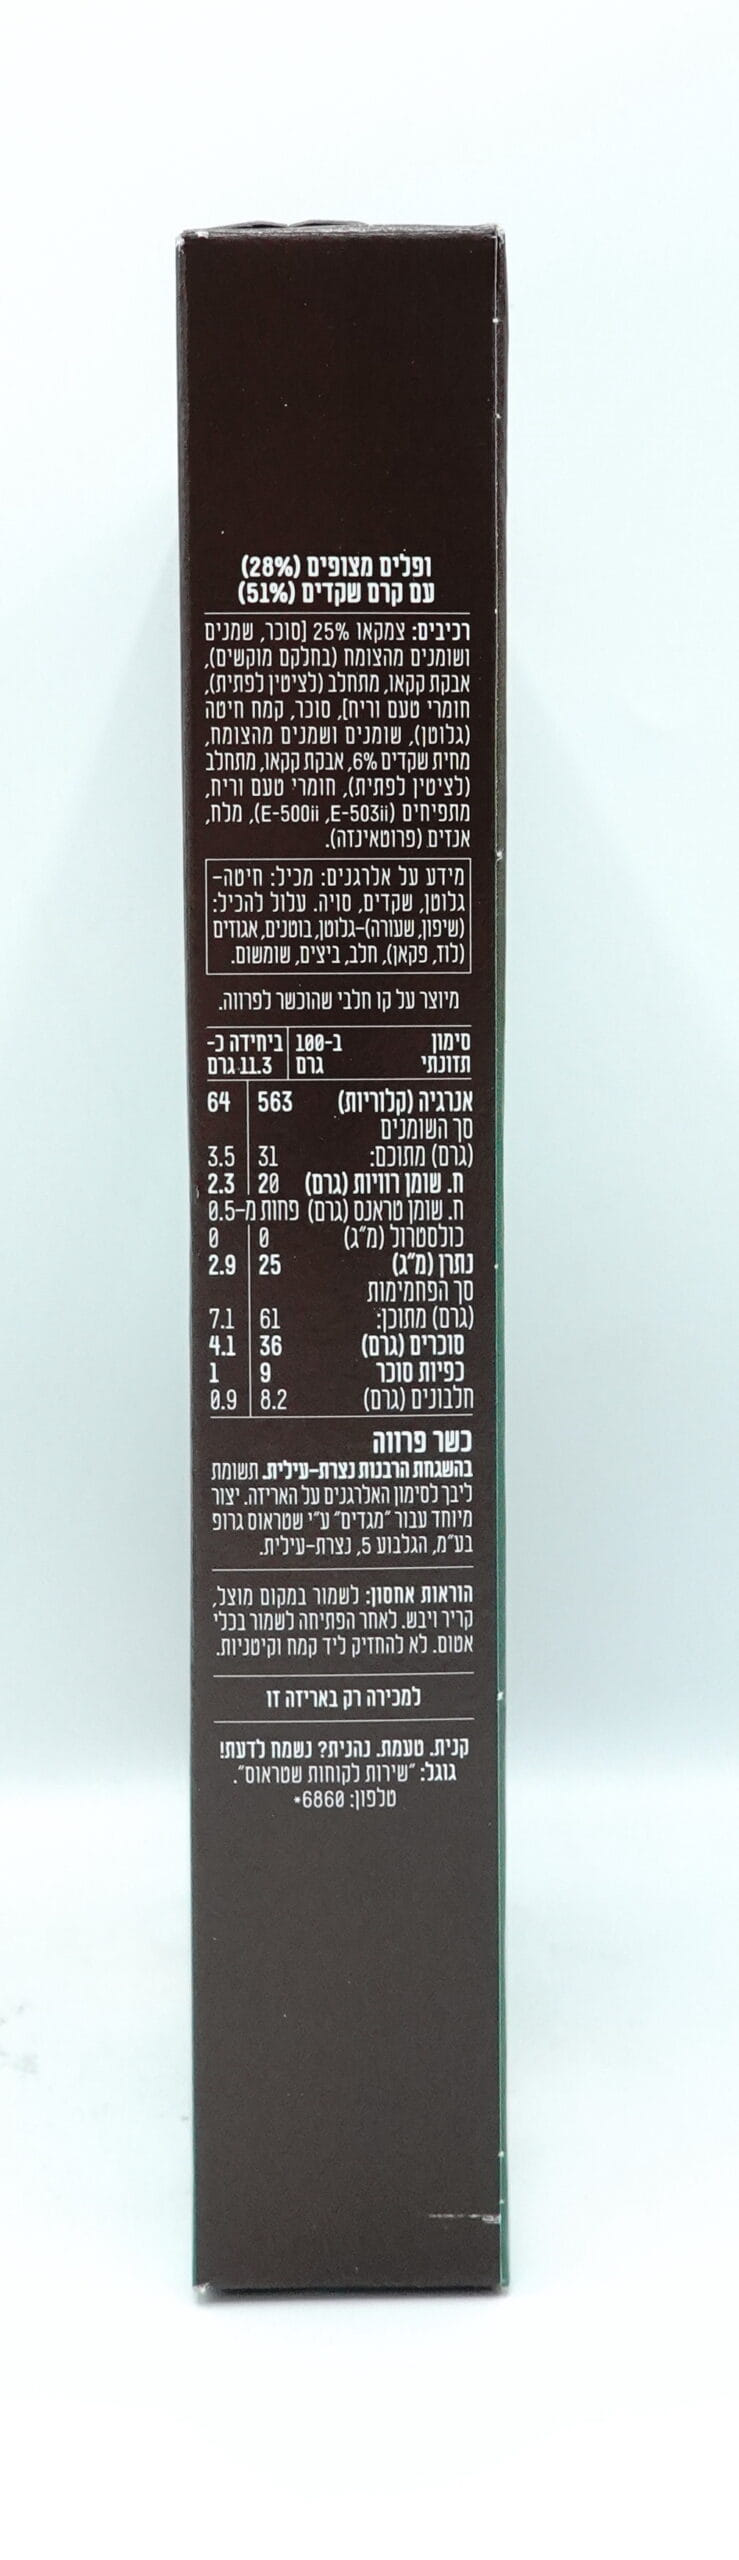 ופלים מצופים (28%)
עם קרם שקדים (51%)
רכיבים: צמקאו 25% [סוכר, שמנים
ושומנים מהצומח (בחלקם מוקשים),
אבקת קקאו, מתחלב (לציטין לפתית),
חומרי טעם וריח], סוכר, קמח חיטה
(גלוטן), שומנים ושמנים מהצומח,
מחית שקדים 6%, אבקת קקאו, מתחלב
(לציטין לפתית), חומרי טעם וריח,
מתפיחים (E-500ii ,E-503ii), מלח,
אנזים (פרוטאינזה).
מידע על אלרגנים: מכיל: חיטה-
גלוטן, שקדים, סויה. עלול להכיל:
(שיפון, שעורה)-גלוטן, בוטנים, אגוזים
(לוז, פקאן), חלב, ביצים, שומשום.
מיוצר על קו חלבי שהוכשר לפרווה.
סימון ב-100 ביחידה כ-
תזונתי גרם 11.3 גרם
אנרגיה (קלוריות) 563 64
סך השומנים
(גרם) מתוכם: 31 3.5
ח. שומן רוויות (גרם) 20 2.3
ח. שומן טראנס (גרם) פחות מ-0.5
כולסטרול (מ"ג) 0 0
נתרן (מ"ג) 25 2.9
סך הפחמימות
(גרם) מתוכן: 61 7.1
סוכרים (גרם) 36 4.1
כפיות סוכר 9 1
חלבונים (גרם) 8.2 0.9
כשר פרווה
בהשגחת הרבנות נצרת-עילית. תשומת
ליבך לסימון האלרגנים על האריזה. יצור
מיוחד עבור "מגדים" ע"י שטראוס גרופ
בע"מ, הגלבוע 5, נצרת-עילית.
הוראות אחסון: לשמור במקום מוצל,
קריר ויבש. לאחר הפתיחה לשמור בכלי
אטום. לא להחזיק ליד קמח וקיטניות.
למכירה רק באריזה זו
קנית. טעמת. נהנית? נשמח לדעת!
גוגל: "שירות לקוחות שטראוס".
טלפון: 6860*